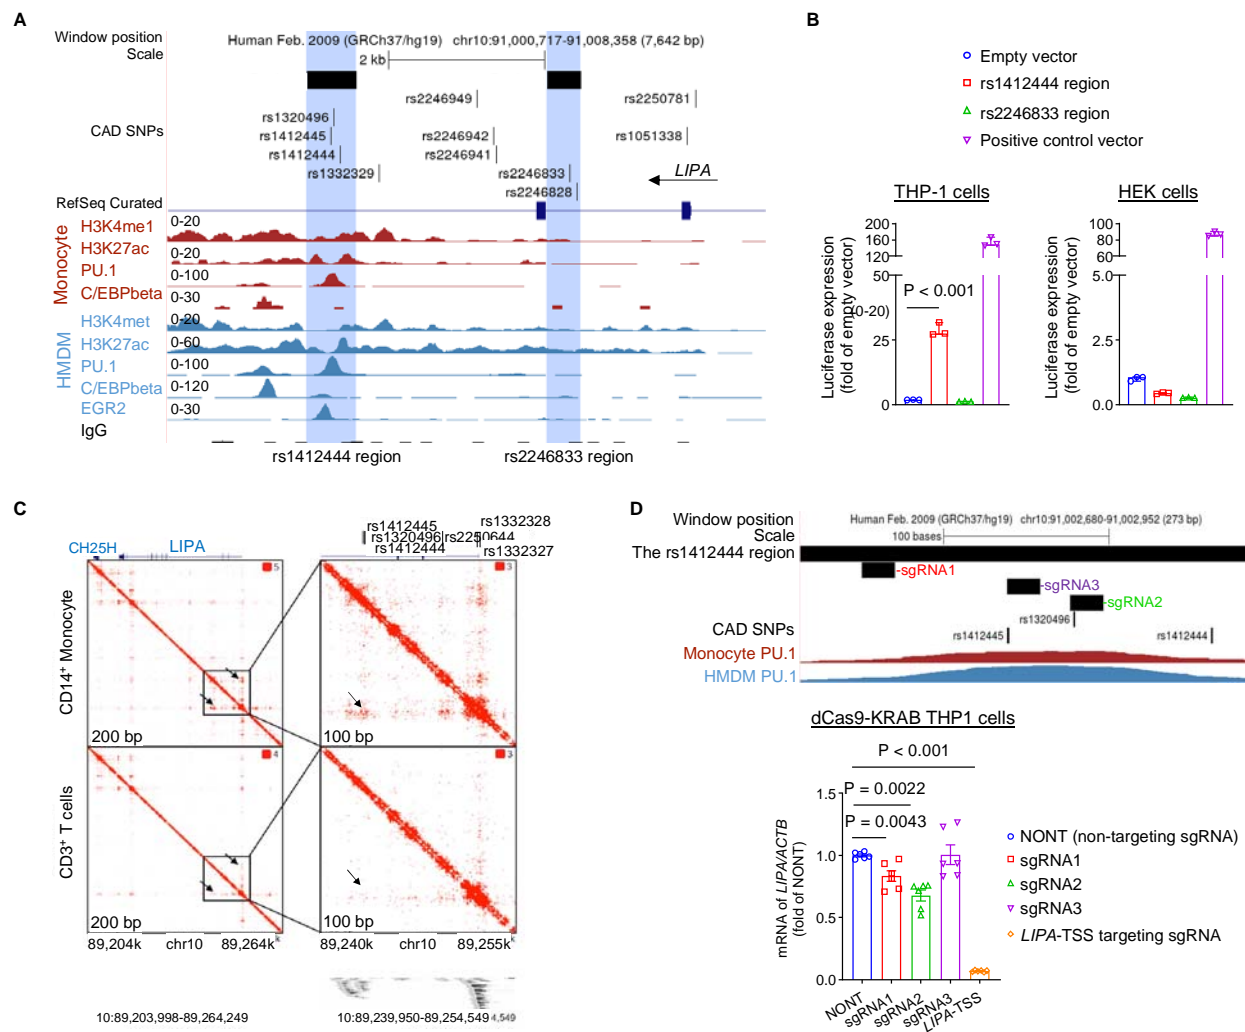 A
Window position
Human Feb. 2009 (GRCh37/hg19) chr10:91,000,717-91,008,358 (7,642 bp)
Scale
2 kb
CAD SNPs
rs2246949
rs2250781
rs1320496
rs1412445
rs2246942
rs1051338
rs1412444
rs2246941
rs1332329
rs2246833
LIPA
rs2246828
RefSeq Curated
Monocyte
H3K4me1
0-20
H3K27ac
0-20
PU.1
0-100
C/EBPbeta
0-30
HMDM
H3K4met
0-20
H3K27ac
0-60
PU.1
0-100
C/EBPbeta
0-120
EGR2
0-30
IgG
rs1412444 region
rs2246833 region
B
Empty vector
rs1412444 region
rs2246833 region
Positive control vector
THP-1 cells
Luciferase expression
(fold of empty vector)
200
160
120
50
25
0
P < 0.001
(0-20)
HEK cells
Luciferase expression
(fold of empty vector)
100
80
60
5.0
2.5
0.0
C
CH25H
LIPA
rs1412445
rs1320496
rs1412444
rs2250644
rs1332328
rs1332327
CD14+ Monocyte
5
200 bp
3
100 bp
CD3+ T cells
4
200 bp
3
100 bp
89,204k
chr10
89,264k
k
89,240k
chr10
89,255k
k
10:89,203,998-89,264,249
10:89,239,950-89,254,549
4,549
D
Window position
Human Feb. 2009 (GRCh37/hg19) chr10:91,002,680-91,002,952 (273 bp)
Scale
100 bases
The rs1412444 region
-sgRNA1
-sgRNA3
-sgRNA2
CAD SNPs
rs1320496
rs1412445
rs1412444
Monocyte PU.1
HMDM PU.1
dCas9-KRAB THP1 cells
P < 0.001
P = 0.0022
P = 0.0043
mRNA of LIPA/ACTB
(fold of NONT)
1.5
1.0
0.5
0.0
NONT
sgRNA1
sgRNA2
sgRNA3
LIPA-TSS
NONT (non-targeting sgRNA)
sgRNA1
sgRNA2
sgRNA3
LIPA-TSS targeting sgRNA